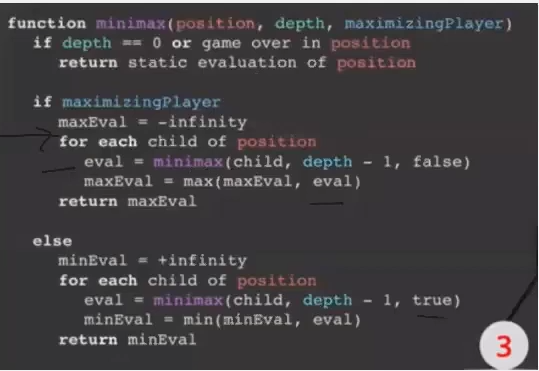 function minimax(position, depth, maximizingPlayer)
if depth == 0 or game over in position
return static evaluation of position
if maximizingPlayer
maxEval = -infinity
for each child of position
eval = minimax(child, depth - 1, false)
maxEval = max(maxEval, eval)
return maxEval
else
minEval = +infinity
for each child of position
eval = minimax(child, depth - 1, true)
minEval = min(minEval, eval)
return minEval
3